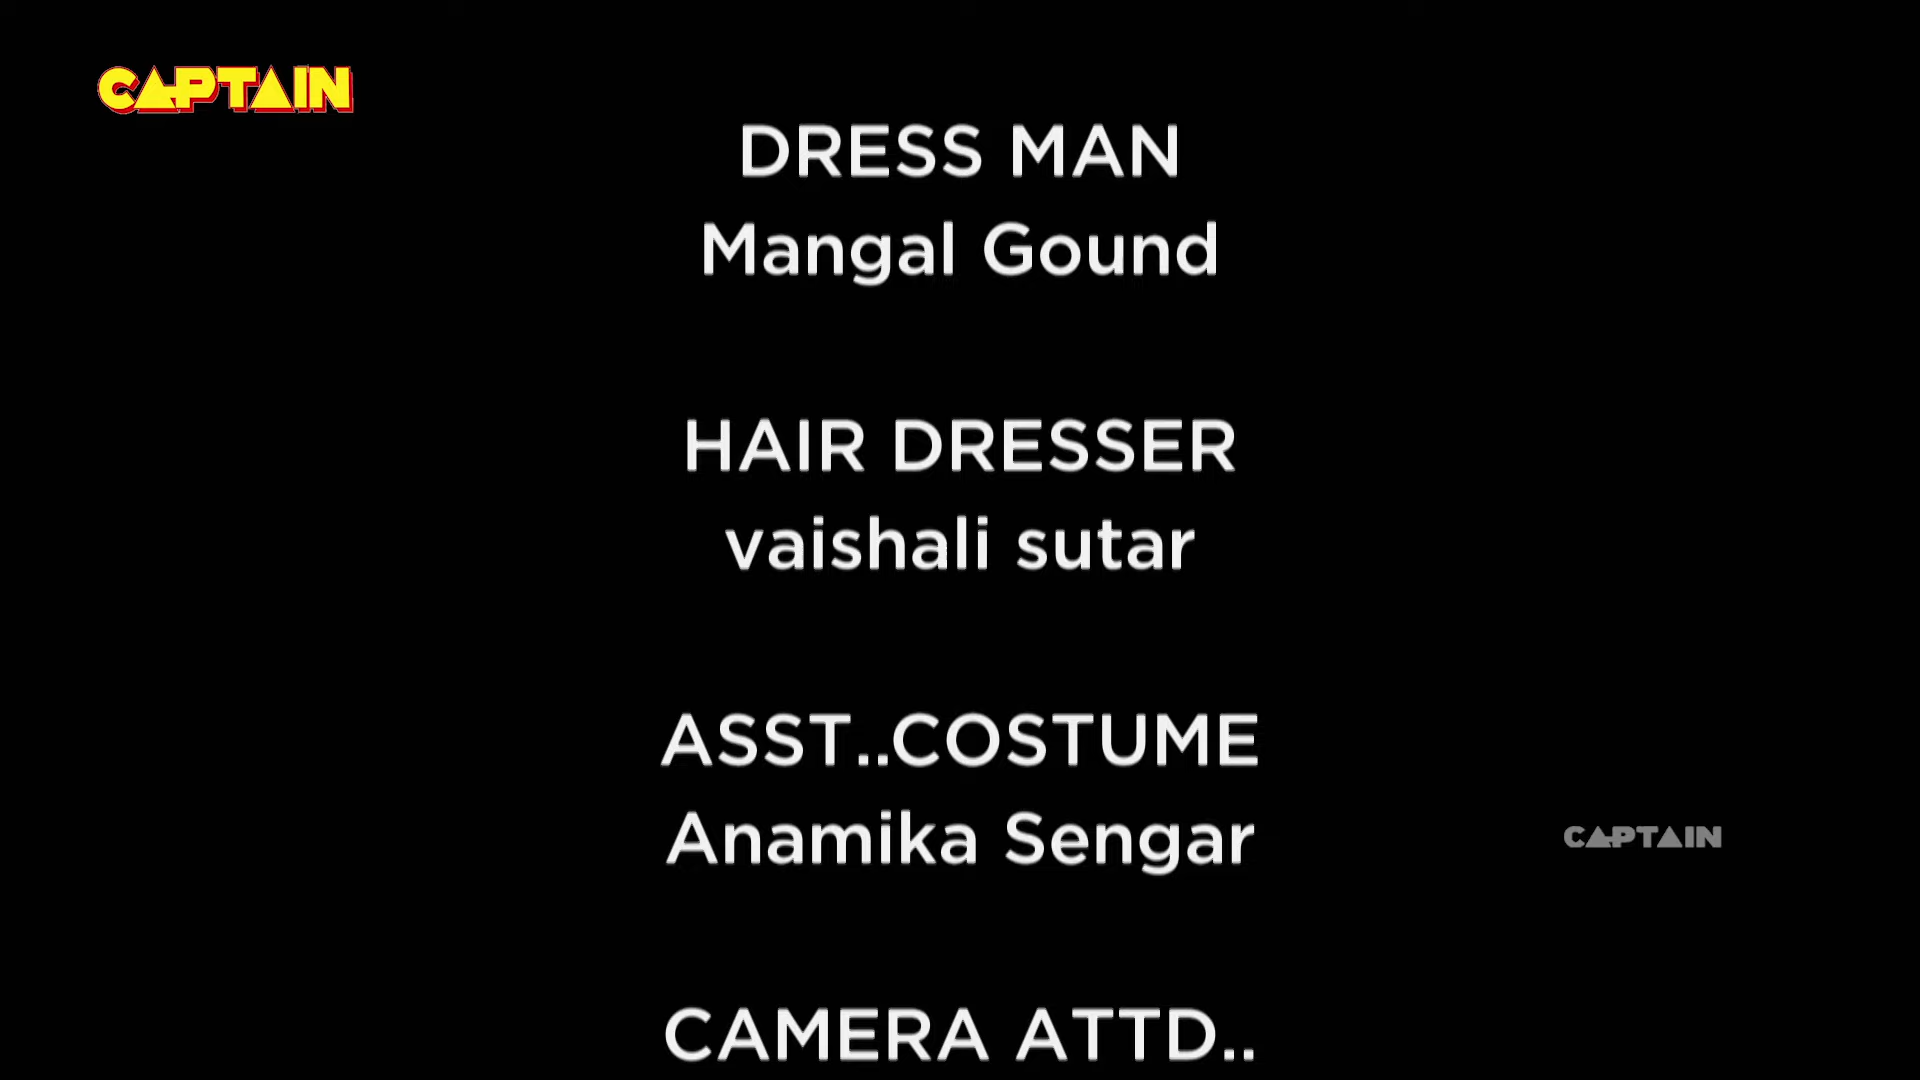 CAPTAIN
DRESS MAN
Mangal Gound
HAIR DRESSER
vaishali sutar
ASST..COSTUME
Anamika Sengar
CAPTAIN
CAMERA ATTD..